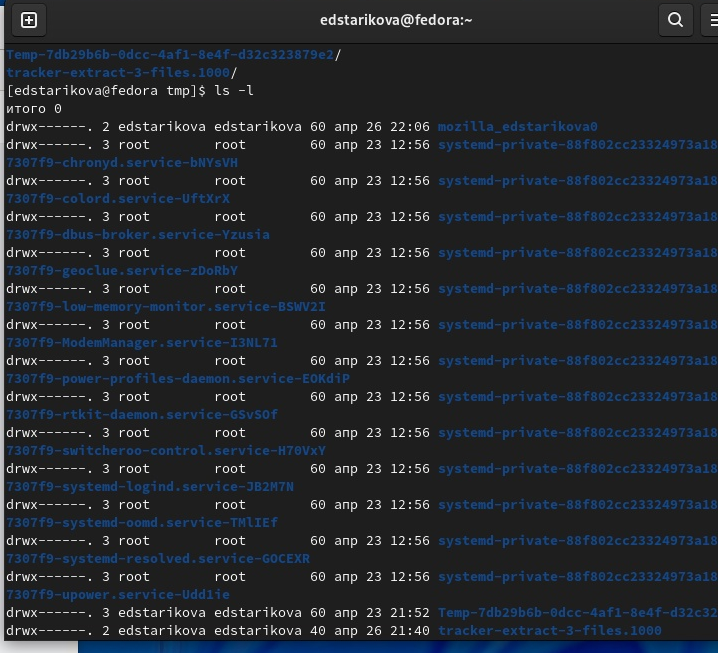 edstarikova@fedora:~
Temp-7db29b6b-0dcc-4af1-8e4f-d32c323879e2/
tracker-extract-3-files.1000/
[edstarikova@fedora tmp]$ ls -l
итого 0
drwx------. 2 edstarikova edstarikova 60 апр 26 22:06 mozilla_edstarikova0
drwx------. 3 root        root        60 апр 23 12:56 systemd-private-88f802cc23324973a18
7307f9-chronyd.service-bNYsVH
drwx------. 3 root        root        60 апр 23 12:56 systemd-private-88f802cc23324973a18
7307f9-colord.service-UftXrX
drwx------. 3 root        root        60 апр 23 12:56 systemd-private-88f802cc23324973a18
7307f9-dbus-broker.service-Yzusia
drwx------. 3 root        root        60 апр 23 12:56 systemd-private-88f802cc23324973a18
7307f9-geoclue.service-zDoRbY
drwx------. 3 root        root        60 апр 23 12:56 systemd-private-88f802cc23324973a18
7307f9-low-memory-monitor.service-BSWV2I
drwx------. 3 root        root        60 апр 23 12:56 systemd-private-88f802cc23324973a18
7307f9-ModemManager.service-I3NL71
drwx------. 3 root        root        60 апр 23 12:56 systemd-private-88f802cc23324973a18
7307f9-power-profiles-daemon.service-EOKdiP
drwx------. 3 root        root        60 апр 23 12:56 systemd-private-88f802cc23324973a18
7307f9-rtkit-daemon.service-GSvSOf
drwx------. 3 root        root        60 апр 23 12:56 systemd-private-88f802cc23324973a18
7307f9-switcheroo-control.service-H70VxY
drwx------. 3 root        root        60 апр 23 12:56 systemd-private-88f802cc23324973a18
7307f9-systemd-logind.service-JB2M7N
drwx------. 3 root        root        60 апр 23 12:56 systemd-private-88f802cc23324973a18
7307f9-systemd-oomd.service-TMlIEf
drwx------. 3 root        root        60 апр 23 12:56 systemd-private-88f802cc23324973a18
7307f9-systemd-resolved.service-GOCEXR
drwx------. 3 root        root        60 апр 23 12:56 systemd-private-88f802cc23324973a18
7307f9-upower.service-Udd1ie
drwx------. 3 edstarikova edstarikova 60 апр 23 21:52 Temp-7db29b6b-0dcc-4af1-8e4f-d32c32
drwx------. 2 edstarikova edstarikova 40 апр 26 21:40 tracker-extract-3-files.1000